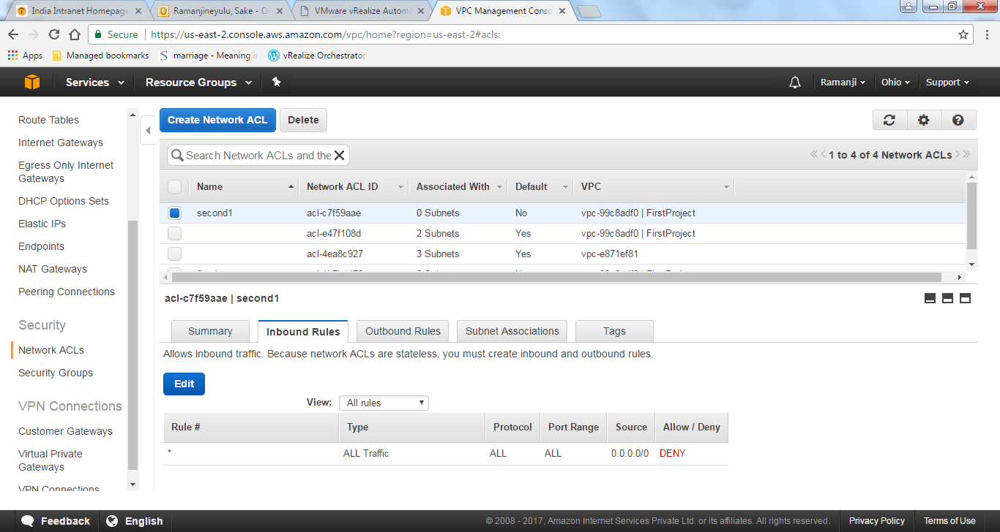 India Intranet Homepage
Ramanjineyulu, Sake - Ou
VMware vRealize Automa
VPC Management Conso
Secure https://us-east-2.console.aws.amazon.com/vpc/home?region=us-east-2#acls:
Apps Managed bookmarks S marriage - Meaning in vRealize Orchestrator
Services Resource Groups Ramanji Ohio Support
Route Tables
Internet Gateways
Egress Only Internet
Gateways
DHCP Options Sets
Elastic IPs
Endpoints
NAT Gateways
Peering Connections
Security
Network ACLs
Security Groups
VPN Connections
Customer Gateways
Virtual Private
Gateways
VPN Connections
Create Network ACL Delete
Search Network ACLs and the 1 to 4 of 4 Network ACLs
Name Network ACL ID Associated With Default VPC
second1 acl-c7f59aae 0 Subnets No vpc-99c8adf0 | FirstProject
acl-e47f108d 2 Subnets Yes vpc-99c8adf0 | FirstProject
acl-4ea8c927 3 Subnets Yes vpc-e871ef81
acl-c7f59aae | second1
Summary Inbound Rules Outbound Rules Subnet Associations Tags
Allows inbound traffic. Because network ACLs are stateless, you must create inbound and outbound rules.
Edit
View: All rules
Rule # Type Protocol Port Range Source Allow / Deny
* ALL Traffic ALL ALL 0.0.0.0/0 DENY
Feedback English © 2008 - 2017, Amazon Internet Services Private Ltd. or its affiliates. All rights reserved. Privacy Policy Terms of Use